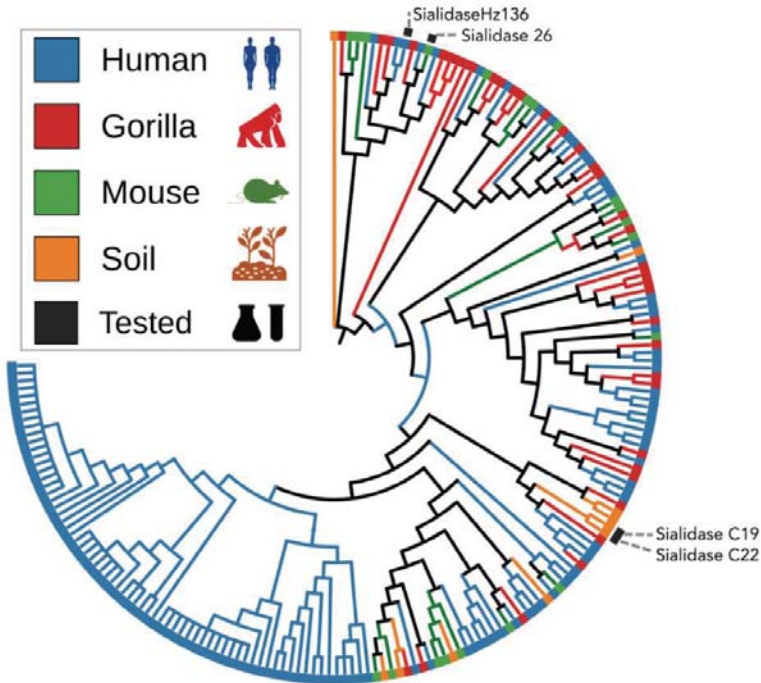 SialidaseHz136
Sialidase 26
Human
Gorilla
Mouse
Soil
Tested
Sialidase C19
Sialidase C22